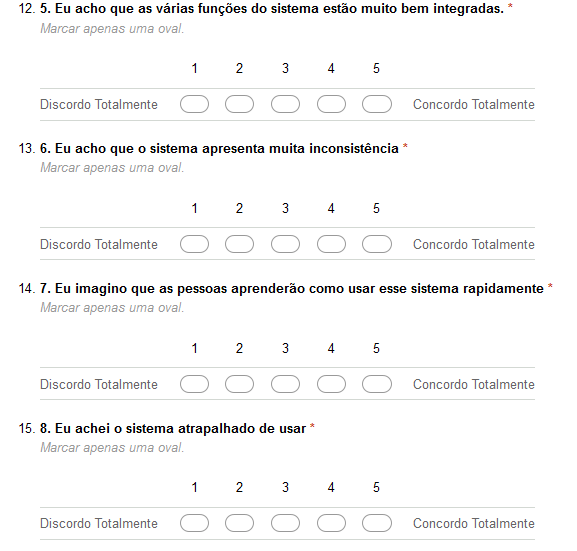 12. 5. Eu acho que as várias funções do sistema estão muito bem integradas. *
Marcar apenas uma oval.
1 2 3 4 5
Discordo Totalmente Concordo Totalmente
13. 6. Eu acho que o sistema apresenta muita inconsistência *
Marcar apenas uma oval.
1 2 3 4 5
Discordo Totalmente Concordo Totalmente
14. 7. Eu imagino que as pessoas aprenderão como usar esse sistema rapidamente *
Marcar apenas uma oval.
1 2 3 4 5
Discordo Totalmente Concordo Totalmente
15. 8. Eu achei o sistema atrapalhado de usar *
Marcar apenas uma oval.
1 2 3 4 5
Discordo Totalmente Concordo Totalmente